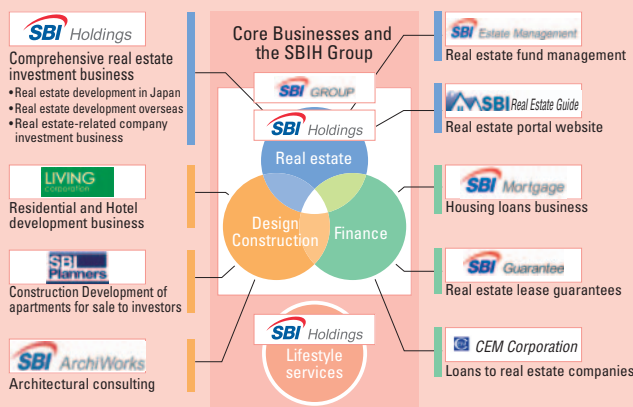 SBI Holdings
Comprehensive real estate
investment business
•Real estate development in Japan
•Real estate development overseas
•Real estate-related company
investment business
LIVING
corporation
Residential and Hotel
development business
SBI
Planners
Construction Development of
apartments for sale to investors
SBI ArchiWorks
Architectural consulting
Core Businesses and
the SBIH Group
SBI GROUP
SBI Holdings
Real estate
Design
Construction
Finance
SBI Holdings
Lifestyle
services
SBI Estate Management
Real estate fund management
SBI Real Estate Guide
Real estate portal website
SBI Mortgage
Housing loans business
SBI Guarantee
Real estate lease guarantees
CEM Corporation
Loans to real estate companies